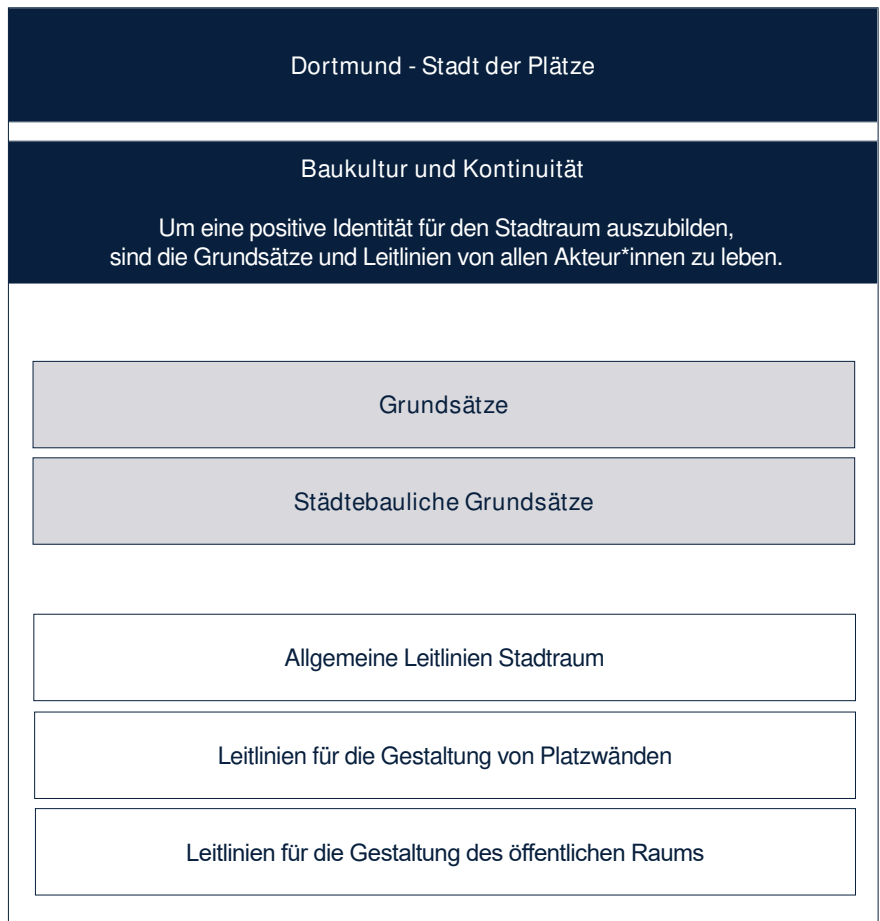 Dortmund - Stadt der Plätze
Baukultur und Kontinuität
Um eine positive Identität für den Stadtraum auszubilden,
sind die Grundsätze und Leitlinien von allen Akteur*innen zu leben.
Grundsätze
Städtebauliche Grundsätze
Allgemeine Leitlinien Stadtraum
Leitlinien für die Gestaltung von Platzwänden
Leitlinien für die Gestaltung des öffentlichen Raums